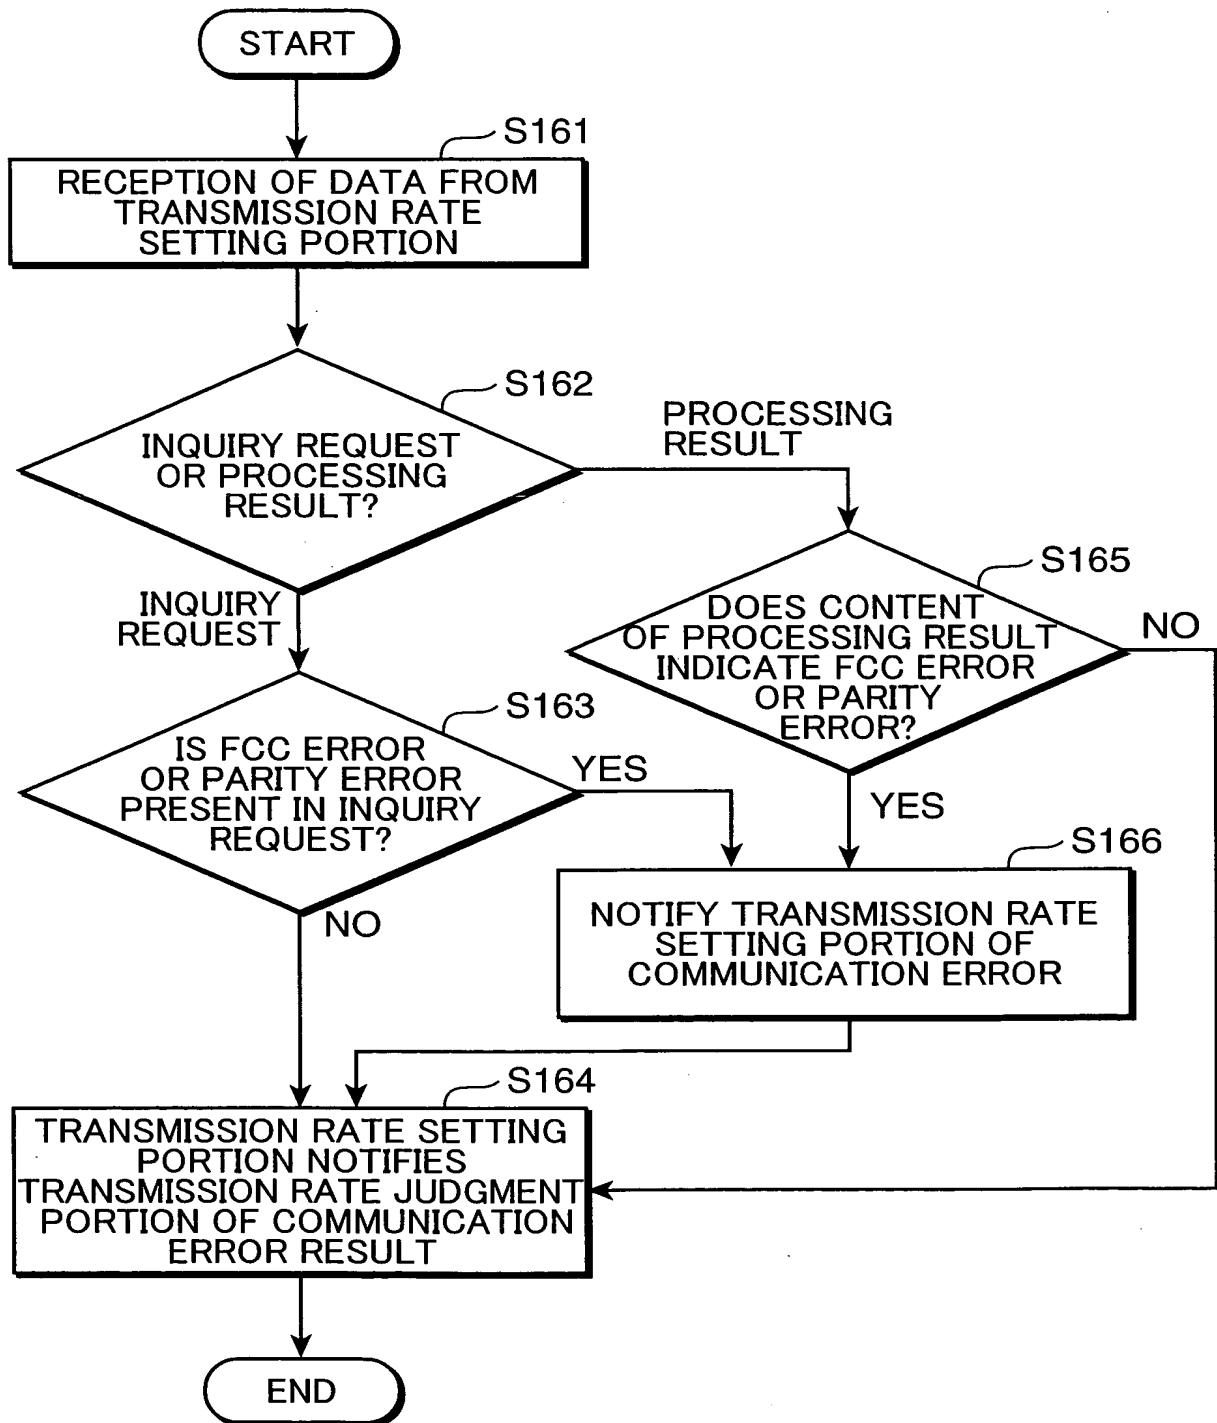 START
S161
RECEPTION OF DATA FROM
TRANSMISSION RATE
SETTING PORTION
S162
INQUIRY REQUEST
OR PROCESSING
RESULT?
PROCESSING
RESULT
INQUIRY
REQUEST
S165
DOES CONTENT
OF PROCESSING RESULT
INDICATE FCC ERROR
OR PARITY
ERROR?
NO
YES
S163
IS FCC ERROR
OR PARITY ERROR
PRESENT IN INQUIRY
REQUEST?
YES
NO
S166
NOTIFY TRANSMISSION RATE
SETTING PORTION OF
COMMUNICATION ERROR
S164
TRANSMISSION RATE SETTING
PORTION NOTIFIES
TRANSMISSION RATE JUDGMENT
PORTION OF COMMUNICATION
ERROR RESULT
END